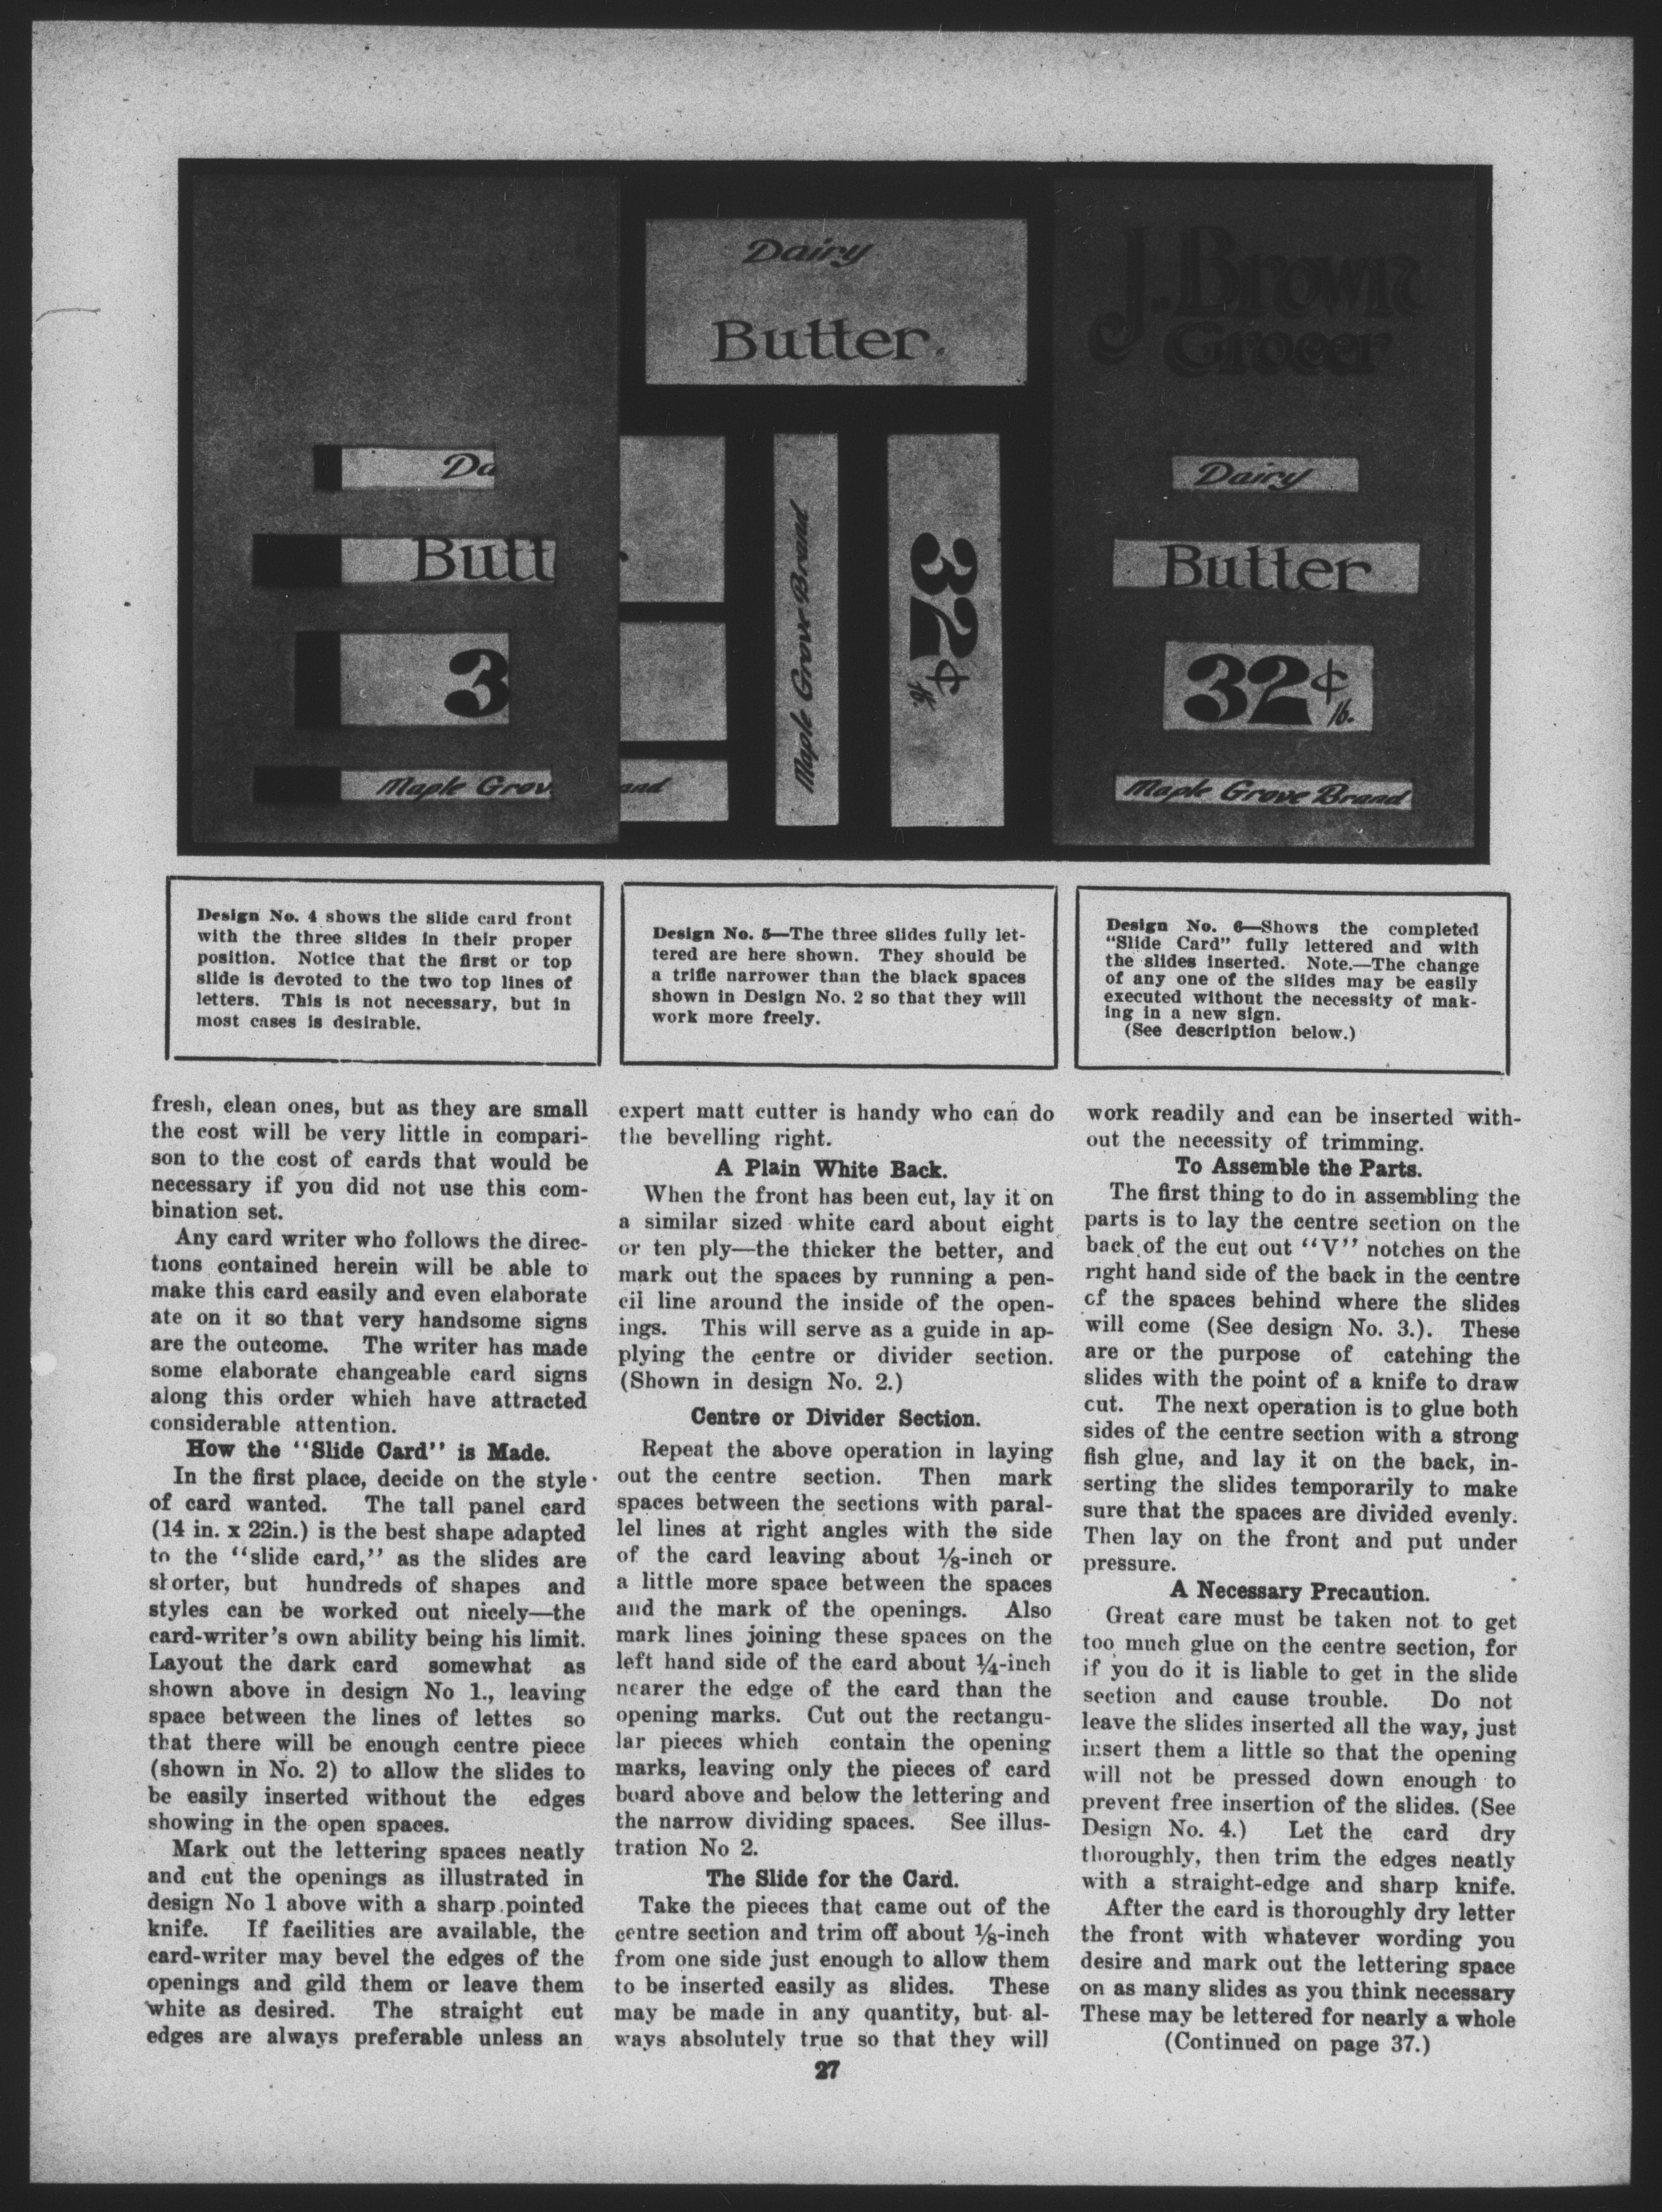 Da
Butt
3
Maple Grov
Dairy
Butter.
and
Maple Grove Brand
32¢
lb.
J. Brown
Grocer
Dairy
Butter
32¢
lb.
Maple Grove Brand
Design No. 4 shows the slide card front
with the three slides in their proper
position. Notice that the first or top
slide is devoted to the two top lines of
letters. This is not necessary, but in
most cases is desirable.
Design No. 5—The three slides fully let-
tered are here shown. They should be
a trifle narrower than the black spaces
shown in Design No. 2 so that they will
work more freely.
Design No. 6—Shows the completed
"Slide Card" fully lettered and with
the slides inserted. Note.—The change
of any one of the slides may be easily
executed without the necessity of mak-
ing in a new sign.
(See description below.)
fresh, clean ones, but as they are small
the cost will be very little in compari-
son to the cost of cards that would be
necessary if you did not use this com-
bination set.
Any card writer who follows the direc-
tions contained herein will be able to
make this card easily and even elaborate
ate on it so that very handsome signs
are the outcome. The writer has made
some elaborate changeable card signs
along this order which have attracted
considerable attention.
How the "Slide Card" is Made.
In the first place, decide on the style
of card wanted. The tall panel card
(14 in. x 22in.) is the best shape adapted
to the "slide card," as the slides are
shorter, but hundreds of shapes and
styles can be worked out nicely—the
card-writer's own ability being his limit.
Layout the dark card somewhat as
shown above in design No 1., leaving
space between the lines of lettes so
that there will be enough centre piece
(shown in No. 2) to allow the slides to
be easily inserted without the edges
showing in the open spaces.
Mark out the lettering spaces neatly
and cut the openings as illustrated in
design No 1 above with a sharp pointed
knife. If facilities are available, the
card-writer may bevel the edges of the
openings and gild them or leave them
white as desired. The straight cut
edges are always preferable unless an
expert matt cutter is handy who can do
the bevelling right.
A Plain White Back.
When the front has been cut, lay it on
a similar sized white card about eight
or ten ply—the thicker the better, and
mark out the spaces by running a pen-
cil line around the inside of the open-
ings. This will serve as a guide in ap-
plying the centre or divider section.
(Shown in design No. 2.)
Centre or Divider Section.
Repeat the above operation in laying
out the centre section. Then mark
spaces between the sections with paral-
lel lines at right angles with the side
of the card leaving about ⅛-inch or
a little more space between the spaces
and the mark of the openings. Also
mark lines joining these spaces on the
left hand side of the card about ¼-inch
nearer the edge of the card than the
opening marks. Cut out the rectangu-
lar pieces which contain the opening
marks, leaving only the pieces of card
board above and below the lettering and
the narrow dividing spaces. See illus-
tration No 2.
The Slide for the Card.
Take the pieces that came out of the
centre section and trim off about ⅛-inch
from one side just enough to allow them
to be inserted easily as slides. These
may be made in any quantity, but al-
ways absolutely true so that they will
work readily and can be inserted with-
out the necessity of trimming.
To Assemble the Parts.
The first thing to do in assembling the
parts is to lay the centre section on the
back of the cut out "V" notches on the
right hand side of the back in the centre
of the spaces behind where the slides
will come (See design No. 3.). These
are or the purpose of catching the
slides with the point of a knife to draw
cut. The next operation is to glue both
sides of the centre section with a strong
fish glue, and lay it on the back, in-
serting the slides temporarily to make
sure that the spaces are divided evenly.
Then lay on the front and put under
pressure.
A Necessary Precaution.
Great care must be taken not to get
too much glue on the centre section, for
if you do it is liable to get in the slide
section and cause trouble. Do not
leave the slides inserted all the way, just
insert them a little so that the opening
will not be pressed down enough to
prevent free insertion of the slides. (See
Design No. 4.) Let the card dry
thoroughly, then trim the edges neatly
with a straight-edge and sharp knife.
After the card is thoroughly dry letter
the front with whatever wording you
desire and mark out the lettering space
on as many slides as you think necessary
These may be lettered for nearly a whole
(Continued on page 37.)
27